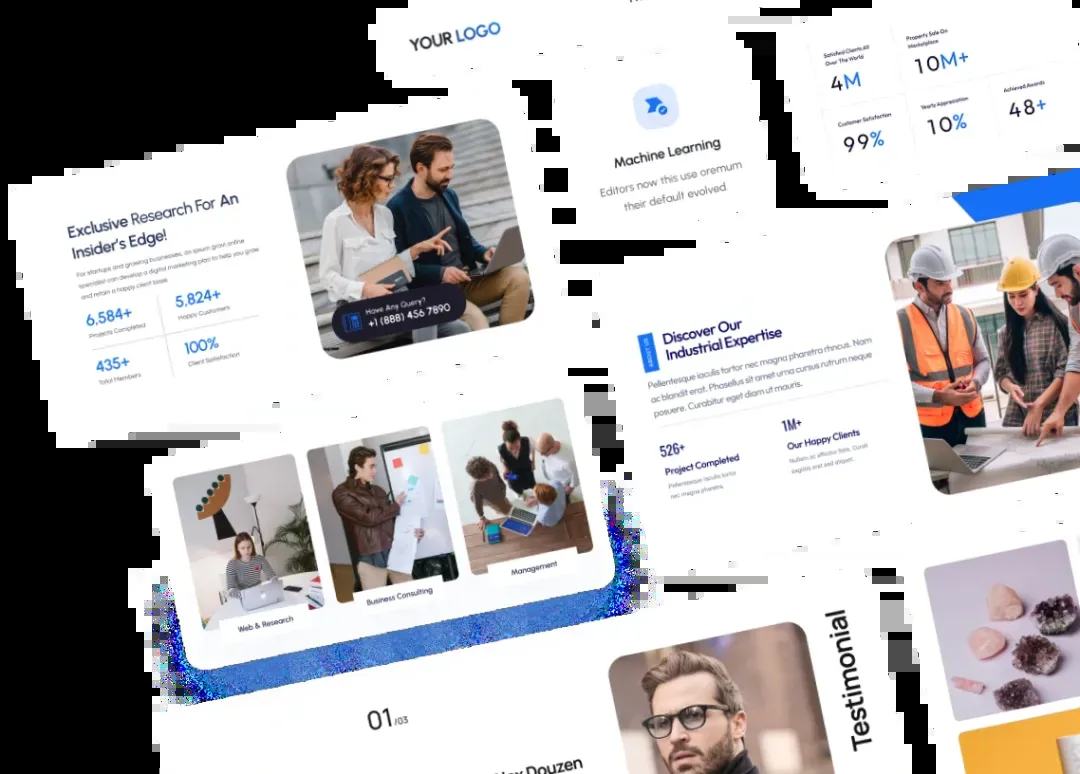 YOUR LOGO
Satisfied Clients All
Over The World
4M
Property Sale On
Marketplace
10M+
Customer Satisfaction
99%
Yearly Appreciation
10%
Achieved Awards
48+
Machine Learning
Editors now this use oremum
their default evolved.
Exclusive Research For An
Insider's Edge!
For startups and growing businesses, an ipsum grow online
specialist can develop a digital marketing plan to help you grow
and retain a happy client base.
6,584+
Projects Completed
5,824+
Happy Customers
435+
Total Members
100%
Client Satisfaction
Have Any Query?
+1 (888) 456 7890
ABOUT US
Discover Our
Industrial Expertise
Pellentesque iaculis tortor nec magna pharetra rhncus. Nam
ac blandit erat. Phasellus sit amet urna cursus rutrum neque
posuere. Curabitur eget diam ut mauris.
526+
Project Completed
Pellentesque iaculis tortor
nec magna pharetra.
1M+
Our Happy Clients
Nullam ac efficitur felis. Curabi
sagittis erat sed aliquet.
Web & Research
Business Consulting
Management
01/03
Douzen
Testimonial